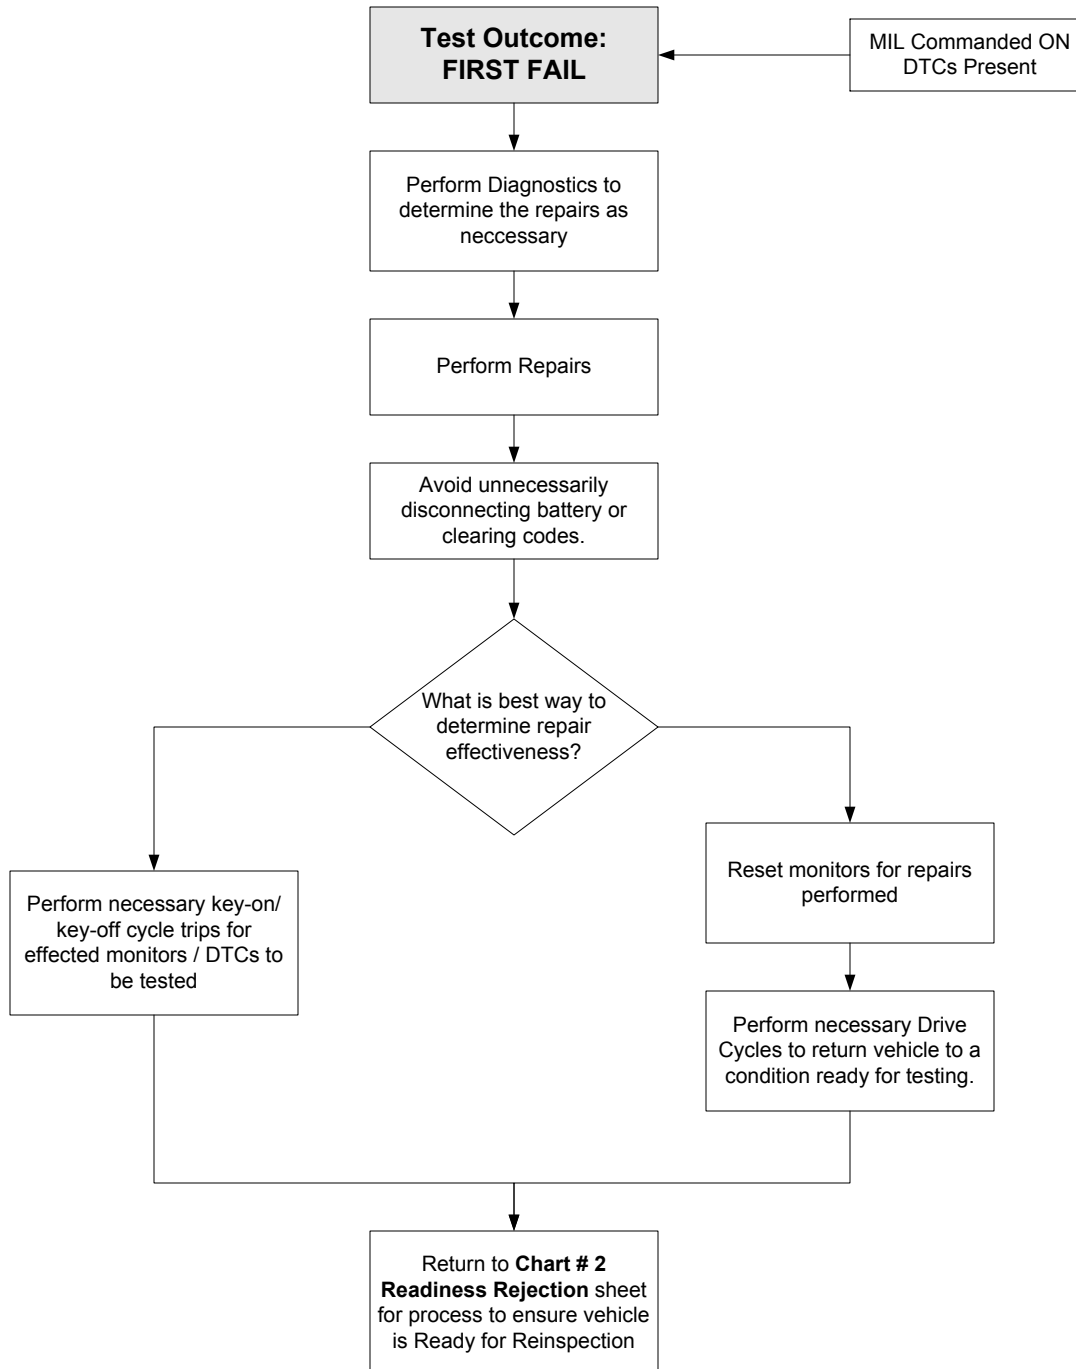 Test Outcome:
FIRST FAIL
MIL Commanded ON
DTCs Present
Perform Diagnostics to
determine the repairs as
neccessary
Perform Repairs
Avoid unnecessarily
disconnecting battery or
clearing codes.
What is best way to
determine repair
effectiveness?
Perform necessary key-on/
key-off cycle trips for
effected monitors / DTCs to
be tested
Reset monitors for repairs
performed
Perform necessary Drive
Cycles to return vehicle to a
condition ready for testing.
Return to Chart # 2
Readiness Rejection sheet
for process to ensure vehicle
is Ready for Reinspection